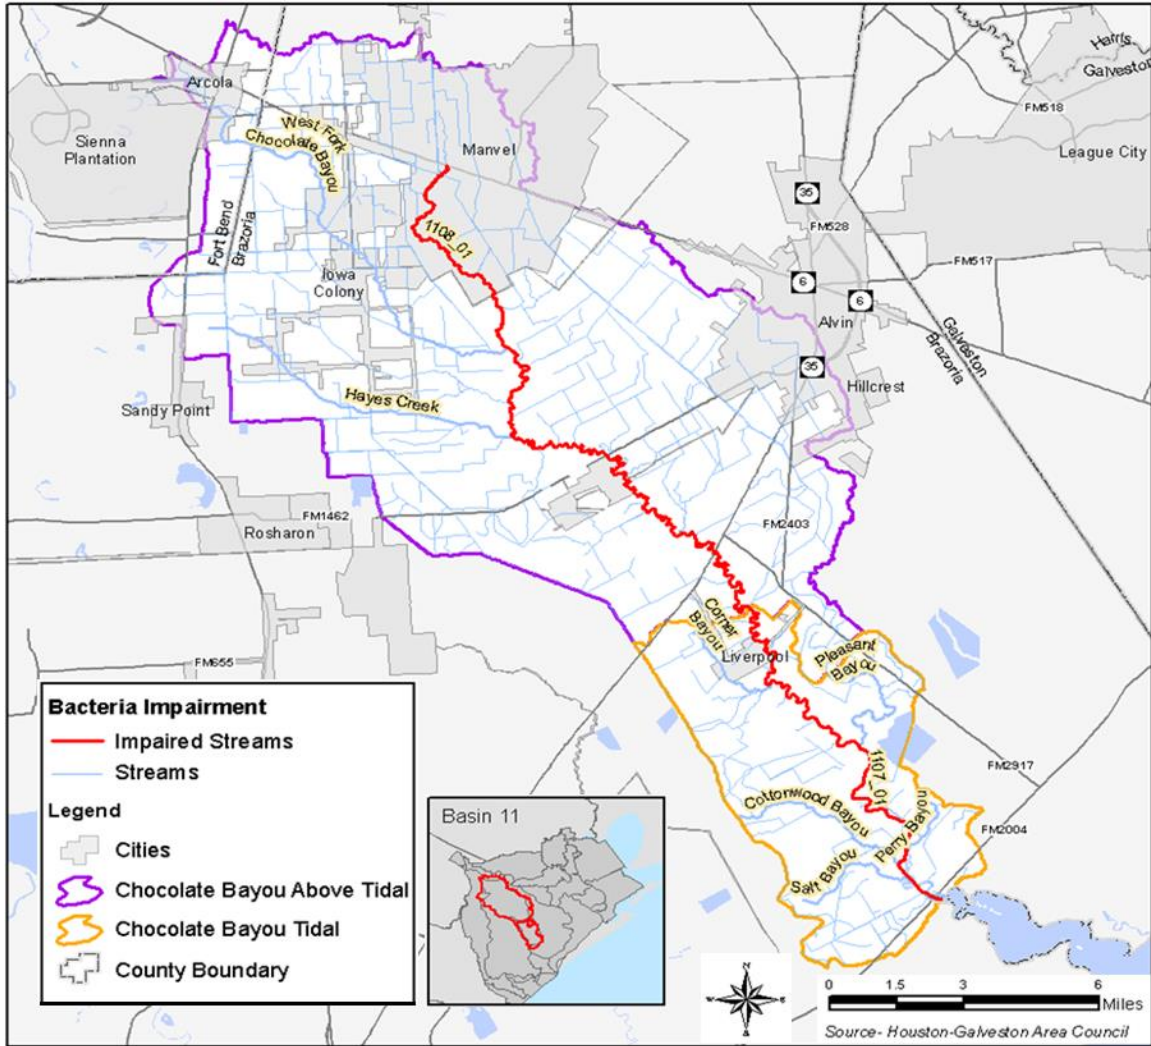 Harris
Galveston
Arcola
FM518
West Fork
Chocolate Bayou
Sienna
Plantation
Manvel
League City
35
1108_01
FM528
Fort Bend
Brazoria
FM517
Iowa
Colony
6
6
Alvin
Galveston
Brazoria
35
Hillcrest
Hayes Creek
Sandy Point
FM1462
Rosharon
FM2403
Corner
Bayou
Liverpool
Pleasant
Bayou
FM655
1107_01
FM2917
Cottonwood Bayou
Perry Bayou
FM2004
Salt Bayou
Bacteria Impairment
Impaired Streams
Streams
Legend
Cities
Chocolate Bayou Above Tidal
Chocolate Bayou Tidal
County Boundary
Basin 11
N
W
E
S
0 1.5 3 6
Miles
Source- Houston-Galveston Area Council